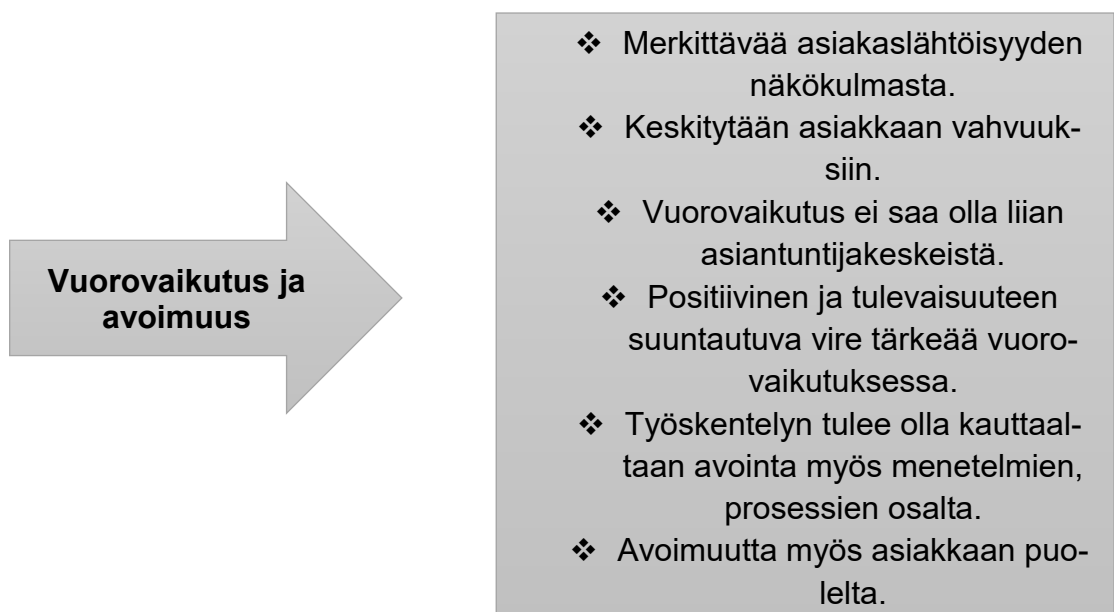 Vuorovaikutus ja
avoimuus
❖ Merkittävää asiakaslähtöisyyden
näkökulmasta.
❖ Keskitytään asiakkaan vahvuuk-
siin.
❖ Vuorovaikutus ei saa olla liian
asiantuntijakeskeistä.
❖ Positiivinen ja tulevaisuuteen
suuntautuva vire tärkeää vuoro-
vaikutuksessa.
❖ Työskentelyn tulee olla kauttaal-
taan avointa myös menetelmien,
prosessien osalta.
❖ Avoimuutta myös asiakkaan puo-
lelta.